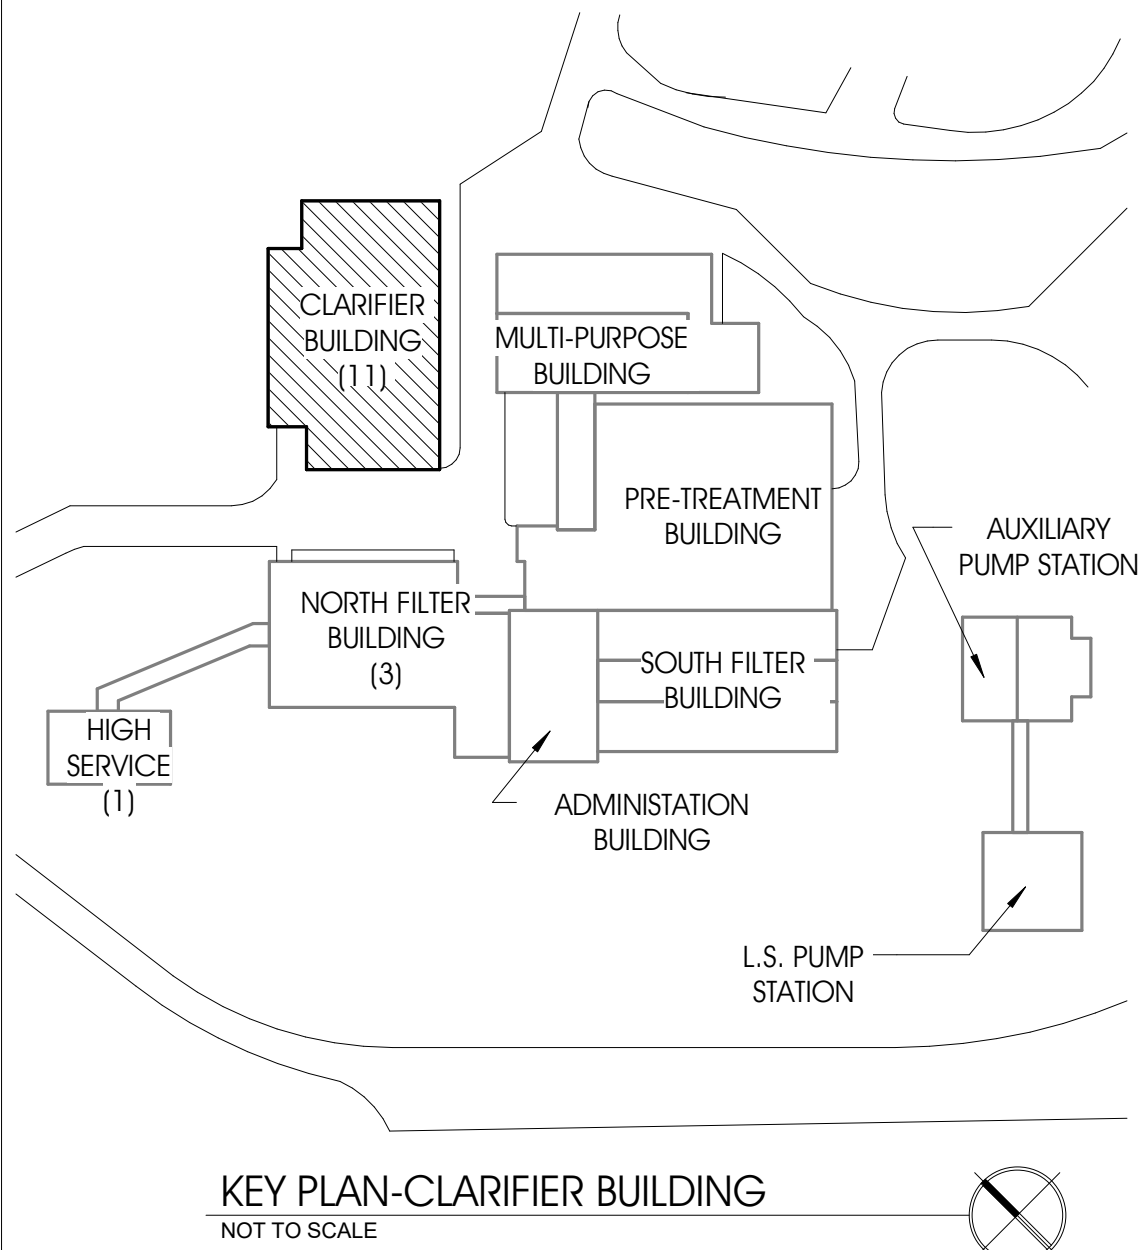 CLARIFIER
BUILDING
(11)
MULTI-PURPOSE
BUILDING
PRE-TREATMENT
BUILDING
AUXILIARY
PUMP STATION
NORTH FILTER
BUILDING
(3)
SOUTH FILTER
BUILDING
HIGH
SERVICE
(1)
ADMINISTATION
BUILDING
L.S. PUMP
STATION
KEY PLAN-CLARIFIER BUILDING
NOT TO SCALE